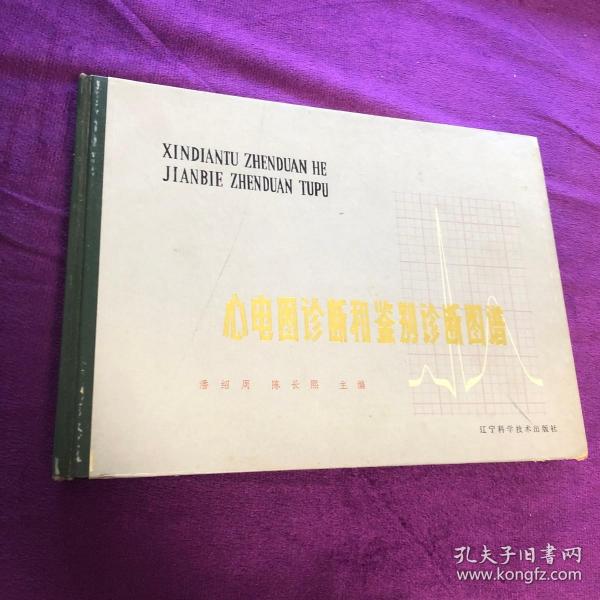 XINDIANTU ZHENDUAN HE
JIANBIE ZHENDUAN TUPU
心电图诊断和鉴别诊断图谱
潘绍周 陈长熙 主编
辽宁科学技术出版社
孔夫子旧书网
www.kongfz.com